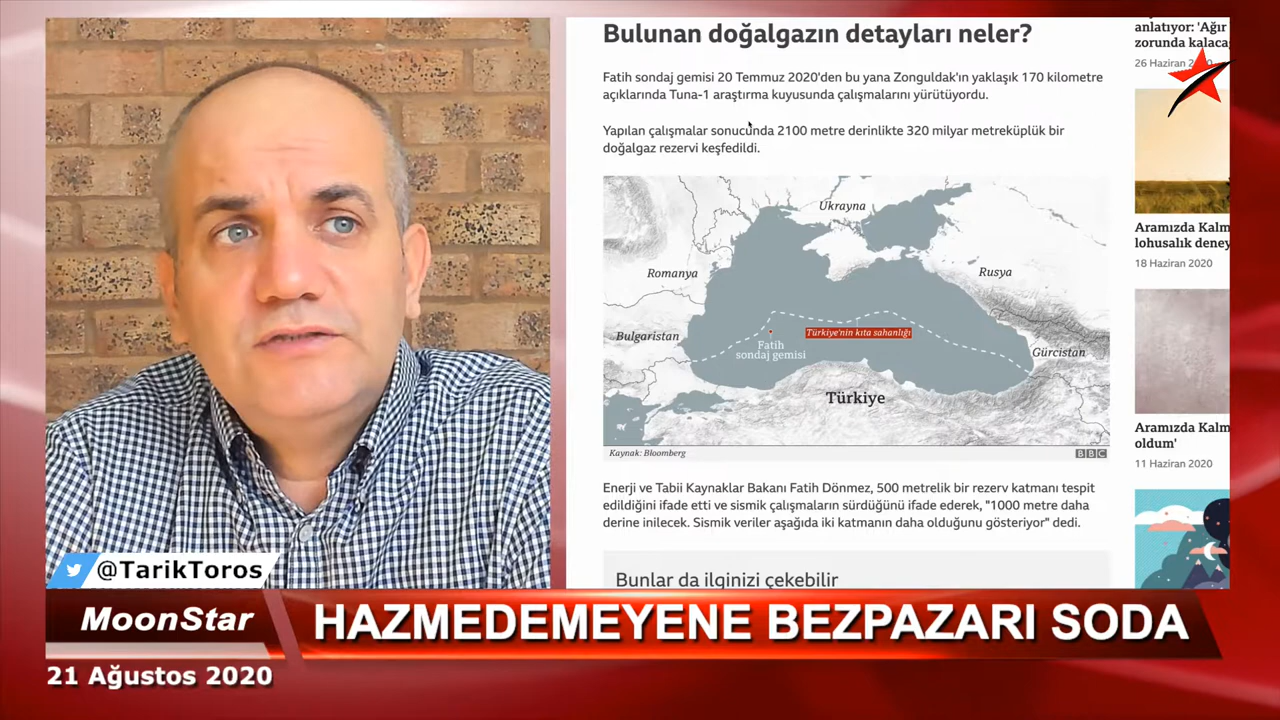 Bulunan doğalgazın detayları neler?
Fatih sondaj gemisi 20 Temmuz 2020'den bu yana Zonguldak'ın yaklaşık 170 kilometre
açıklarında Tuna-1 araştırma kuyusunda çalışmalarını yürütüyordu.
Yapılan çalışmalar sonucunda 2100 metre derinlikte 320 milyar metreküplük bir
doğalgaz rezervi keşfedildi.
Ukrayna
Romanya
Rusya
Bulgaristan
Türkiye'nin kıta sahanlığı
Fatih
sondaj gemisi
Gürcistan
Türkiye
Kaynak: Bloomberg
BBC
Enerji ve Tabii Kaynaklar Bakanı Fatih Dönmez, 500 metrelik bir rezerv katmanı tespit
edildiğini ifade etti ve sismik çalışmaların sürdüğünü ifade ederek, "1000 metre daha
derine inilecek. Sismik veriler aşağıda iki katmanın daha olduğunu gösteriyor" dedi.
Bunlar da ilginizi çekebilir
anlatıyor: 'Ağır
zorunda kalaca
26 Haziran 2020
Aramızda Kalm
lohusalık deney
18 Haziran 2020
Aramızda Kalm
oldum'
11 Haziran 2020
@TarikToros
MoonStar
HAZMEDEMEYENE BEZPAZARI SODA
21 Ağustos 2020